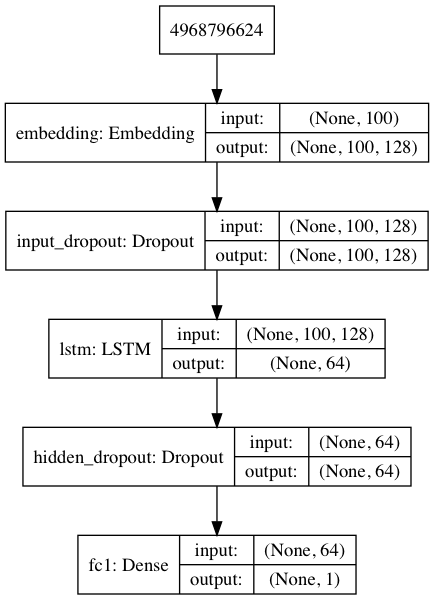 4968796624
embedding: Embedding
input: (None, 100)
output: (None, 100, 128)
input_dropout: Dropout
input: (None, 100, 128)
output: (None, 100, 128)
lstm: LSTM
input: (None, 100, 128)
output: (None, 64)
hidden_dropout: Dropout
input: (None, 64)
output: (None, 64)
fc1: Dense
input: (None, 64)
output: (None, 1)